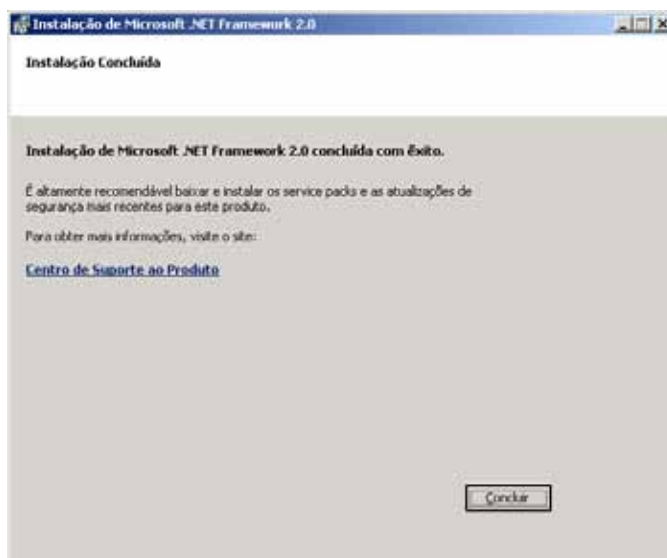 Instalação de Microsoft .NET Framework 2.0
Instalação Concluída
Instalação de Microsoft .NET Framework 2.0 concluída com êxito.
É altamente recomendável baixar e instalar os service packs e as atualizações de
segurança mais recentes para este produto.
Para obter mais informações, visite o site:
Centro de Suporte ao Produto
Concluir